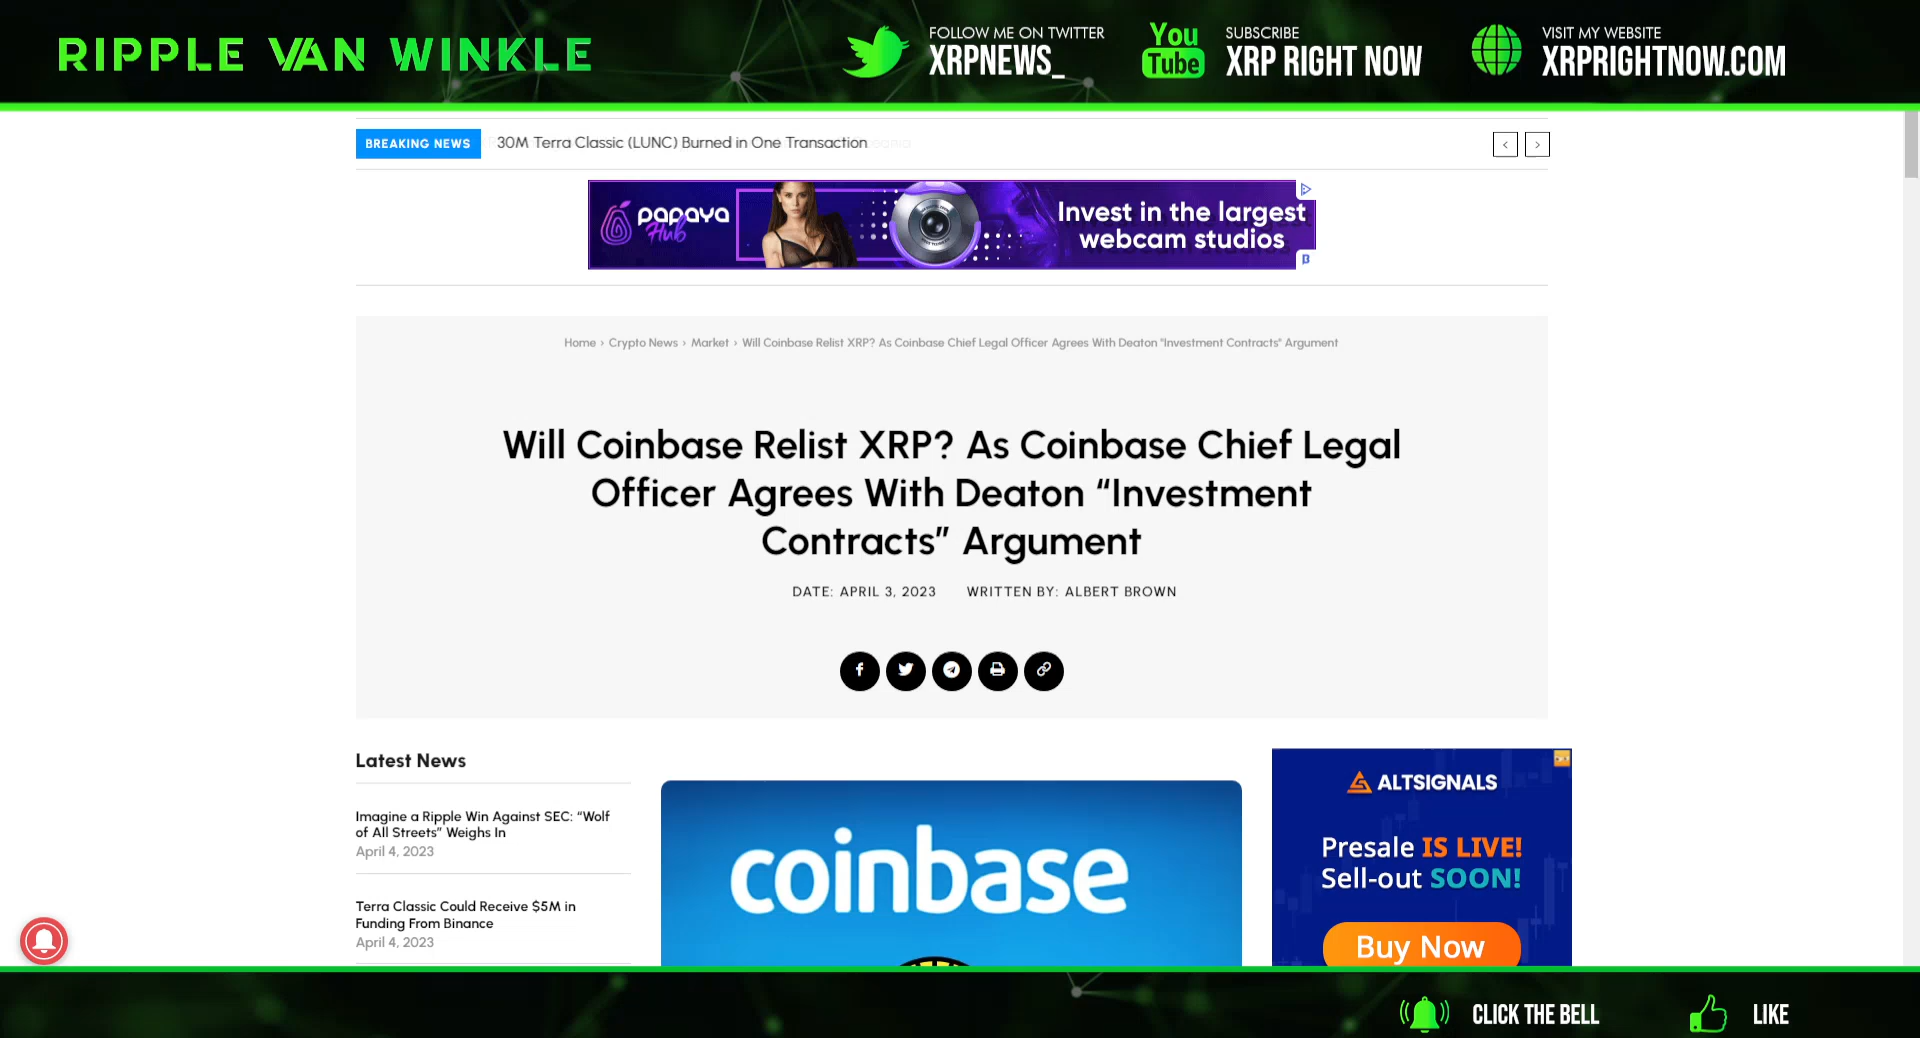 RIPPLE VAN WINKLE
FOLLOW ME ON TWITTER
XRPNEWS_
You
Tube
SUBSCRIBE
XRP RIGHT NOW
VISIT MY WEBSITE
XRPRIGHTNOW.COM
BREAKING NEWS
30M Terra Classic (LUNC) Burned in One Transaction
papaya
Hub
Invest in the largest
webcam studios
Home › Crypto News › Market › Will Coinbase Relist XRP? As Coinbase Chief Legal Officer Agrees With Deaton "Investment Contracts" Argument
Will Coinbase Relist XRP? As Coinbase Chief Legal
Officer Agrees With Deaton “Investment
Contracts” Argument
DATE: APRIL 3, 2023
WRITTEN BY: ALBERT BROWN
Latest News
Imagine a Ripple Win Against SEC: “Wolf
of All Streets” Weighs In
April 4, 2023
Terra Classic Could Receive $5M in
Funding From Binance
April 4, 2023
coinbase
ALTSIGNALS
Presale IS LIVE!
Sell-out SOON!
Buy Now
CLICK THE BELL
LIKE